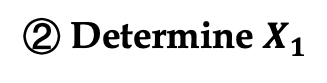 ② Determine X₁